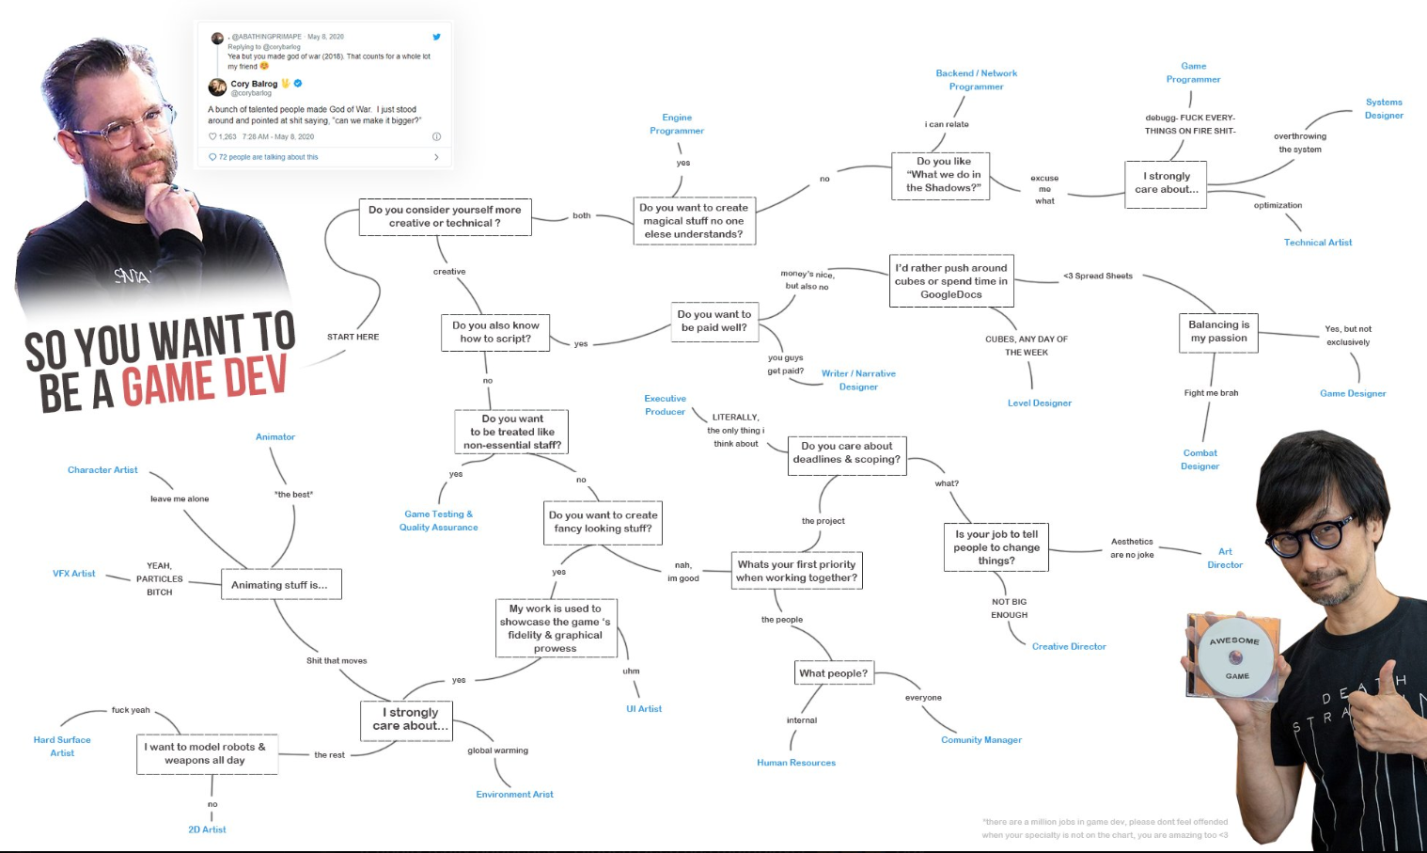 . @ABATHINGPRIMAPE · May 8, 2020
Replying to @corybarlog
Yea but you made god of war (2018). That counts for a whole lot
my friend 😊
Cory Balrog
@corybarlog
A bunch of talented people made God of War. I just stood
around and pointed at shit saying, "can we make it bigger?"
1,263 7:28 AM - May 8, 2020
72 people are talking about this
SO YOU WANT TO
BE A GAME DEV
START HERE
Do you consider yourself more
creative or technical ?
both
creative
Engine
Programmer
yes
Do you want to create
magical stuff no one
elese understands?
no
Backend / Network
Programmer
i can relate
Do you like
"What we do in
the Shadows?"
excuse
me
what
Game
Programmer
debugg- FUCK EVERY-
THINGS ON FIRE SHIT-
I strongly
care about...
overthrowing
the system
Systems
Designer
optimization
Technical Artist
Do you also know
how to script?
yes
no
Do you want to
be paid well?
money's nice,
but also no
you guys
get paid?
Writer / Narrative
Designer
I'd rather push around
cubes or spend time in
GoogleDocs
<3 Spread Sheets
CUBES, ANY DAY OF
THE WEEK
Level Designer
Balancing is
my passion
Yes, but not
exclusively
Game Designer
Fight me brah
Combat
Designer
Do you want
to be treated like
non-essential staff?
yes
no
Game Testing &
Quality Assurance
Executive
Producer
LITERALLY,
the only thing i
think about
Do you care about
deadlines & scoping?
what?
the project
Do you want to create
fancy looking stuff?
yes
nah,
im good
Whats your first priority
when working together?
the people
Is your job to tell
people to change
things?
Aesthetics
are no joke
Art
Director
NOT BIG
ENOUGH
Creative Director
What people?
everyone
Comunity Manager
internal
Human Resources
My work is used to
showcase the game 's
fidelity & graphical
prowess
uhm
UI Artist
yes
Animator
*the best*
Character Artist
leave me alone
VFX Artist
YEAH,
PARTICLES
BITCH
Animating stuff is...
Shit that moves
I strongly
care about...
global warming
Environment Arist
the rest
I want to model robots &
weapons all day
fuck yeah
Hard Surface
Artist
no
2D Artist
AWESOME
GAME
DEATH
*there are a million jobs in game dev, please dont feel offended
when your specialty is not on the chart, you are amazing too <3